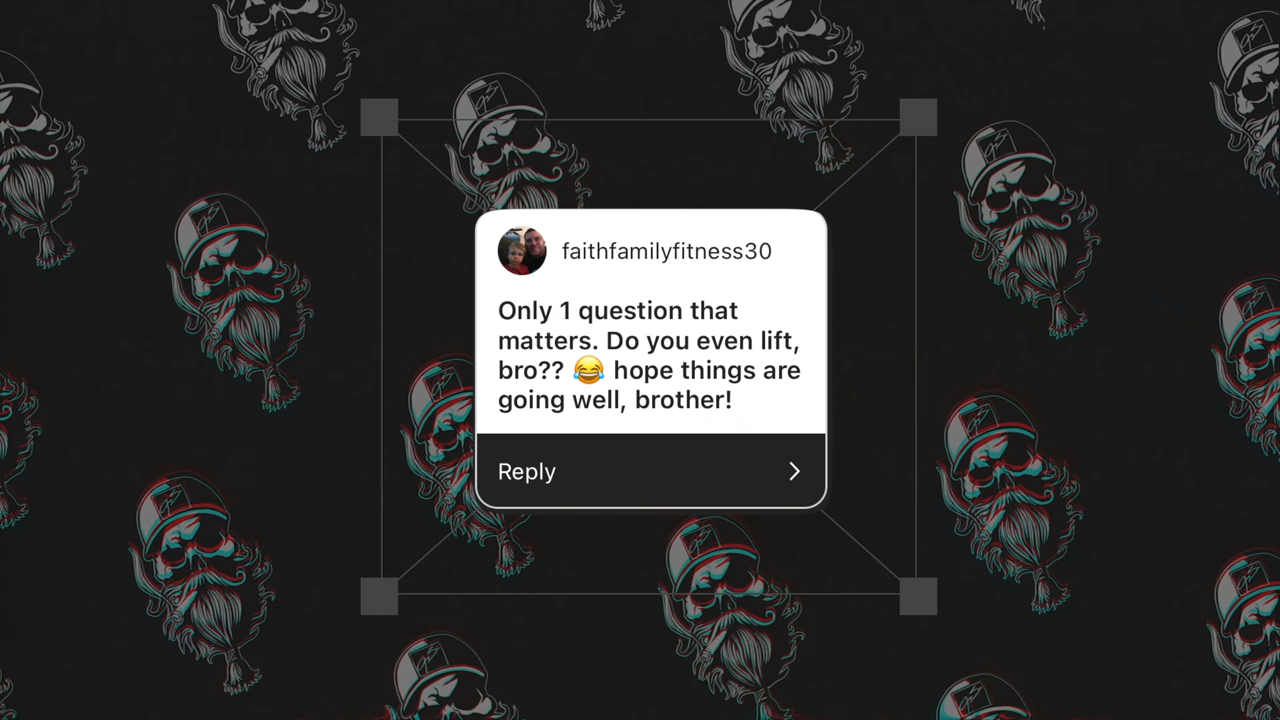 faithfamilyfitness30
Only 1 question that
matters. Do you even lift,
bro?? 😂 hope things are
going well, brother!
Reply